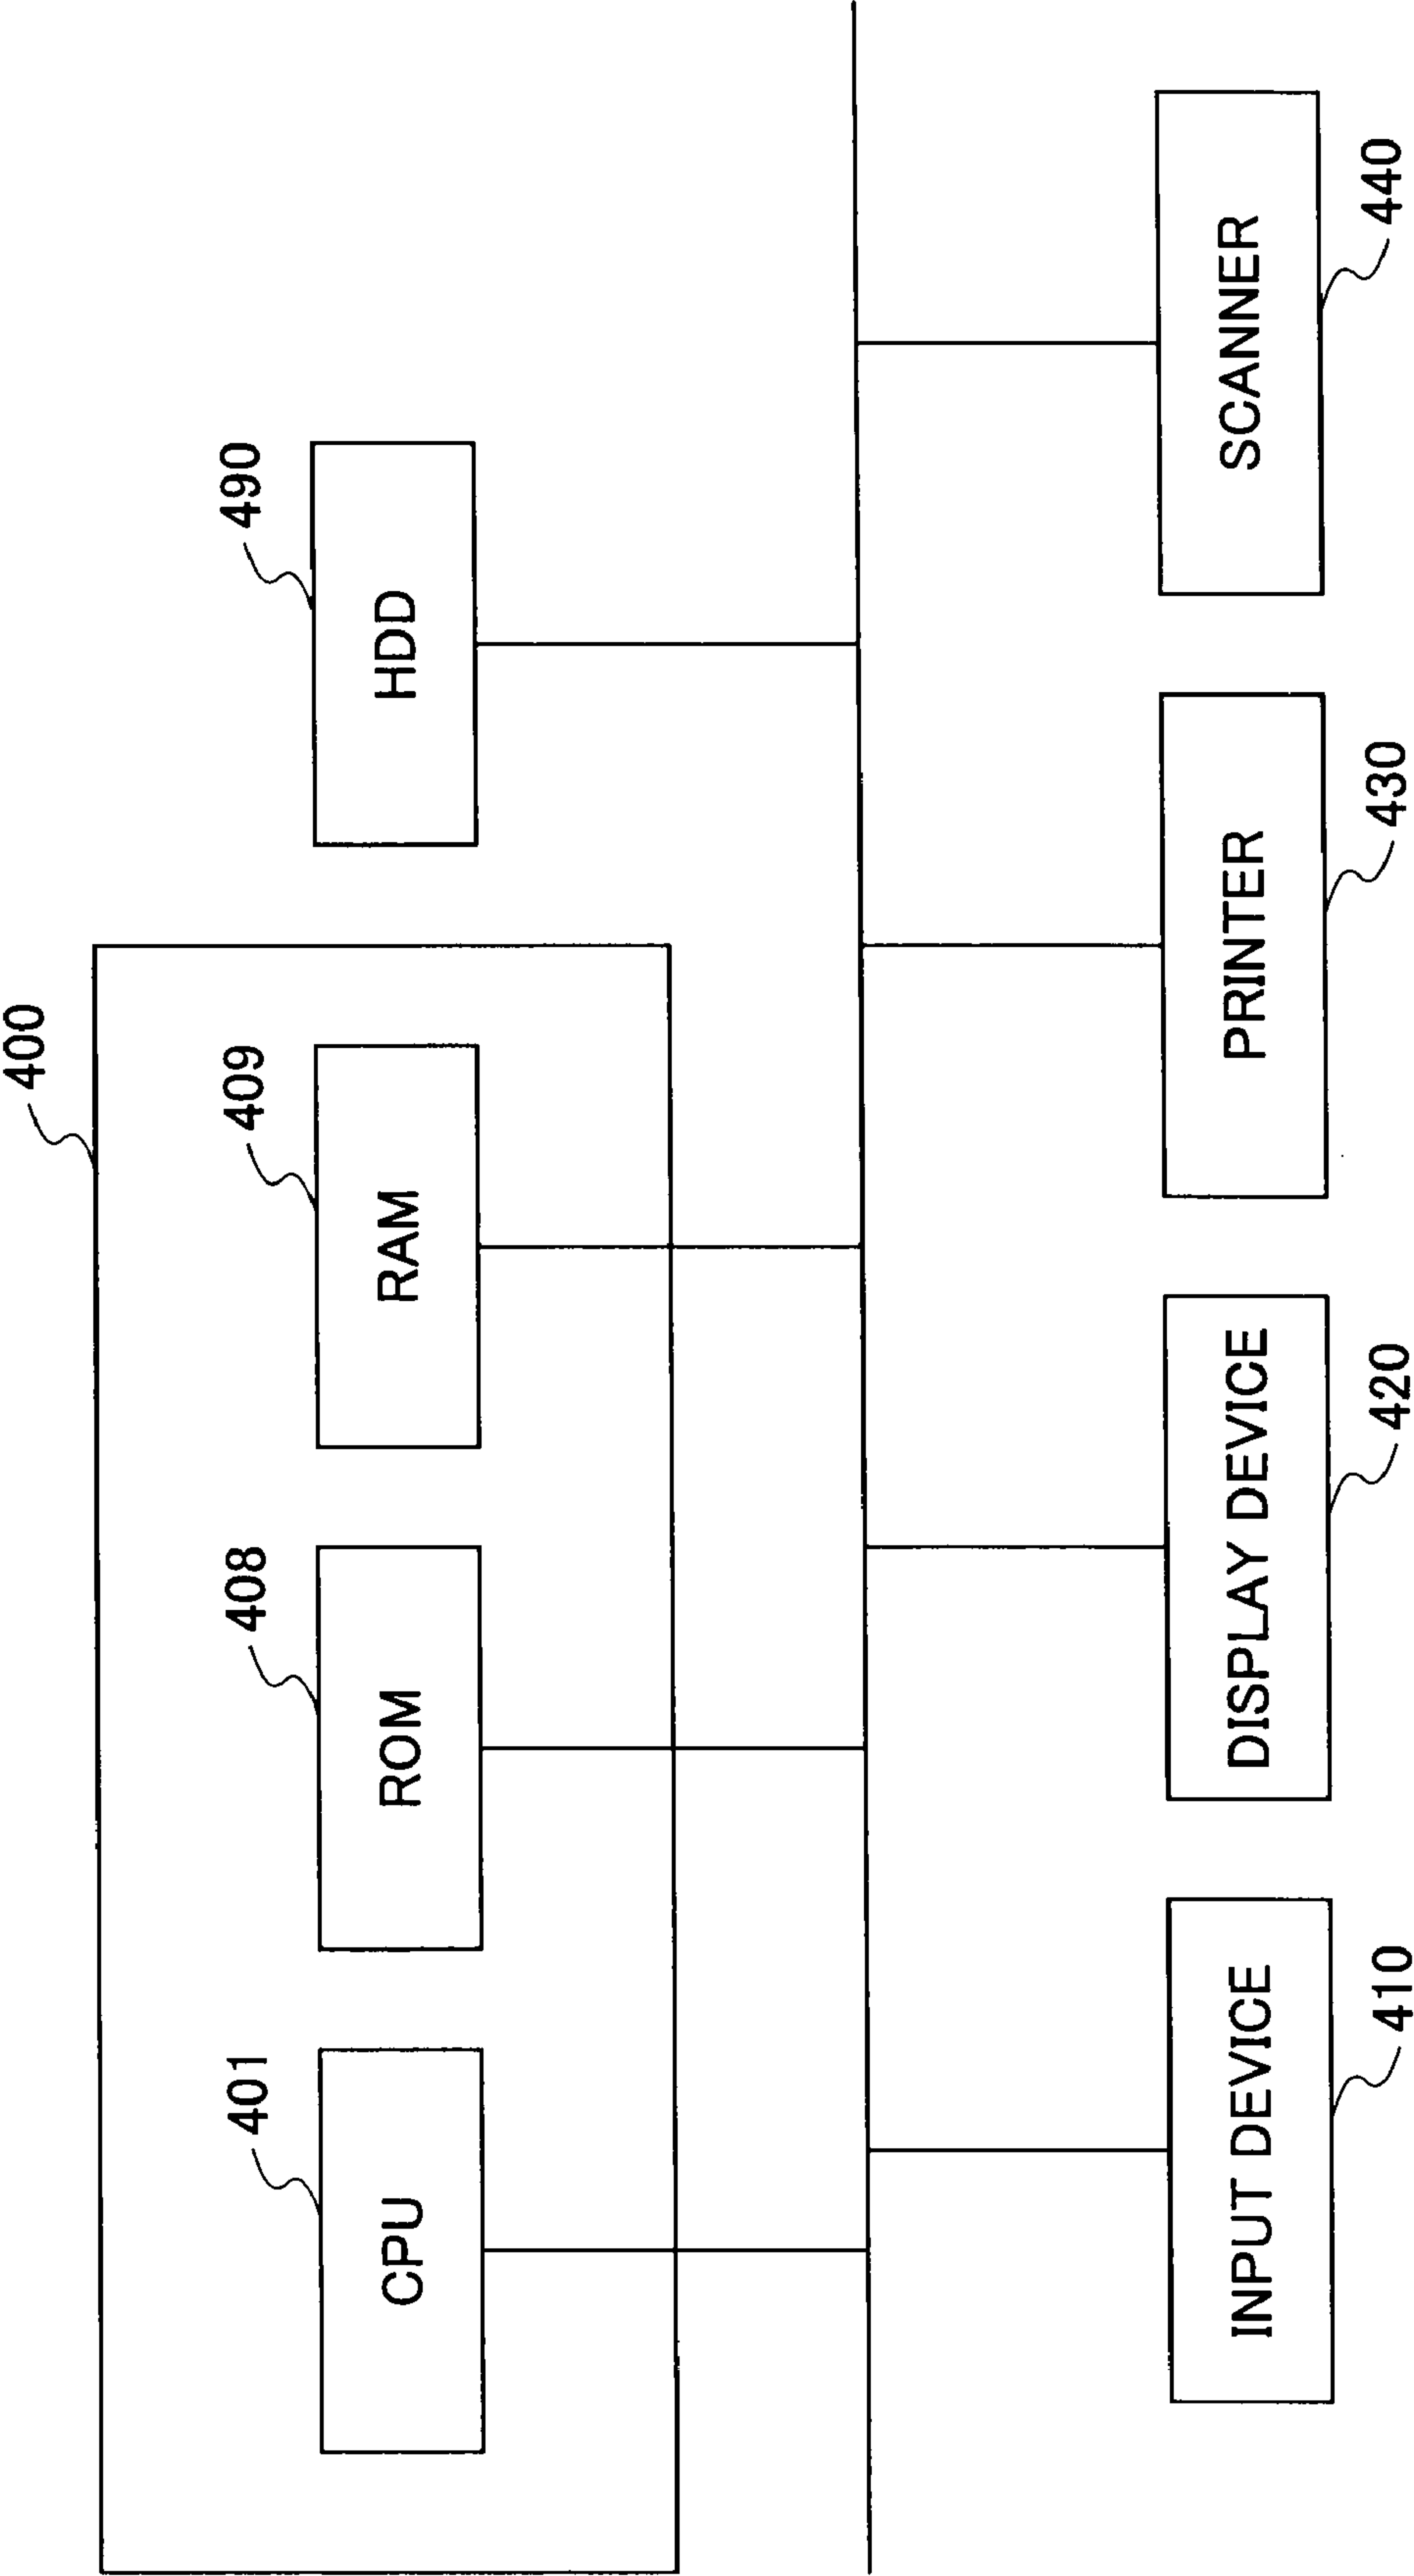 400
401
408
409
490
CPU
ROM
RAM
HDD
INPUT DEVICE
DISPLAY DEVICE
PRINTER
SCANNER
410
420
430
440